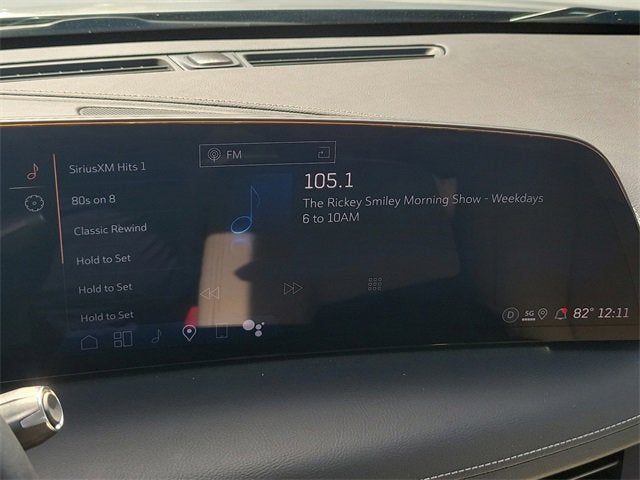 SiriusXM Hits 1
80s on 8
Classic Rewind
Hold to Set
Hold to Set
Hold to Set
FM
105.1
The Rickey Smiley Morning Show - Weekdays
6 to 10AM
D 5G 82° 12:11